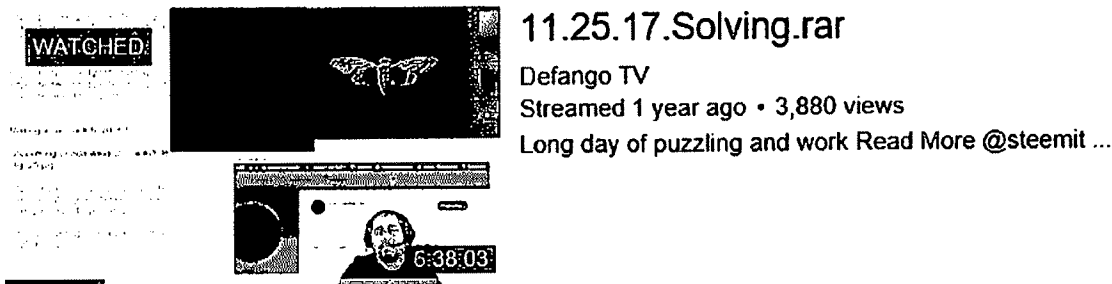 WATCHED
11.25.17.Solving.rar
Defango TV
Streamed 1 year ago • 3,880 views
Long day of puzzling and work Read More @steemit ...
6:38:03